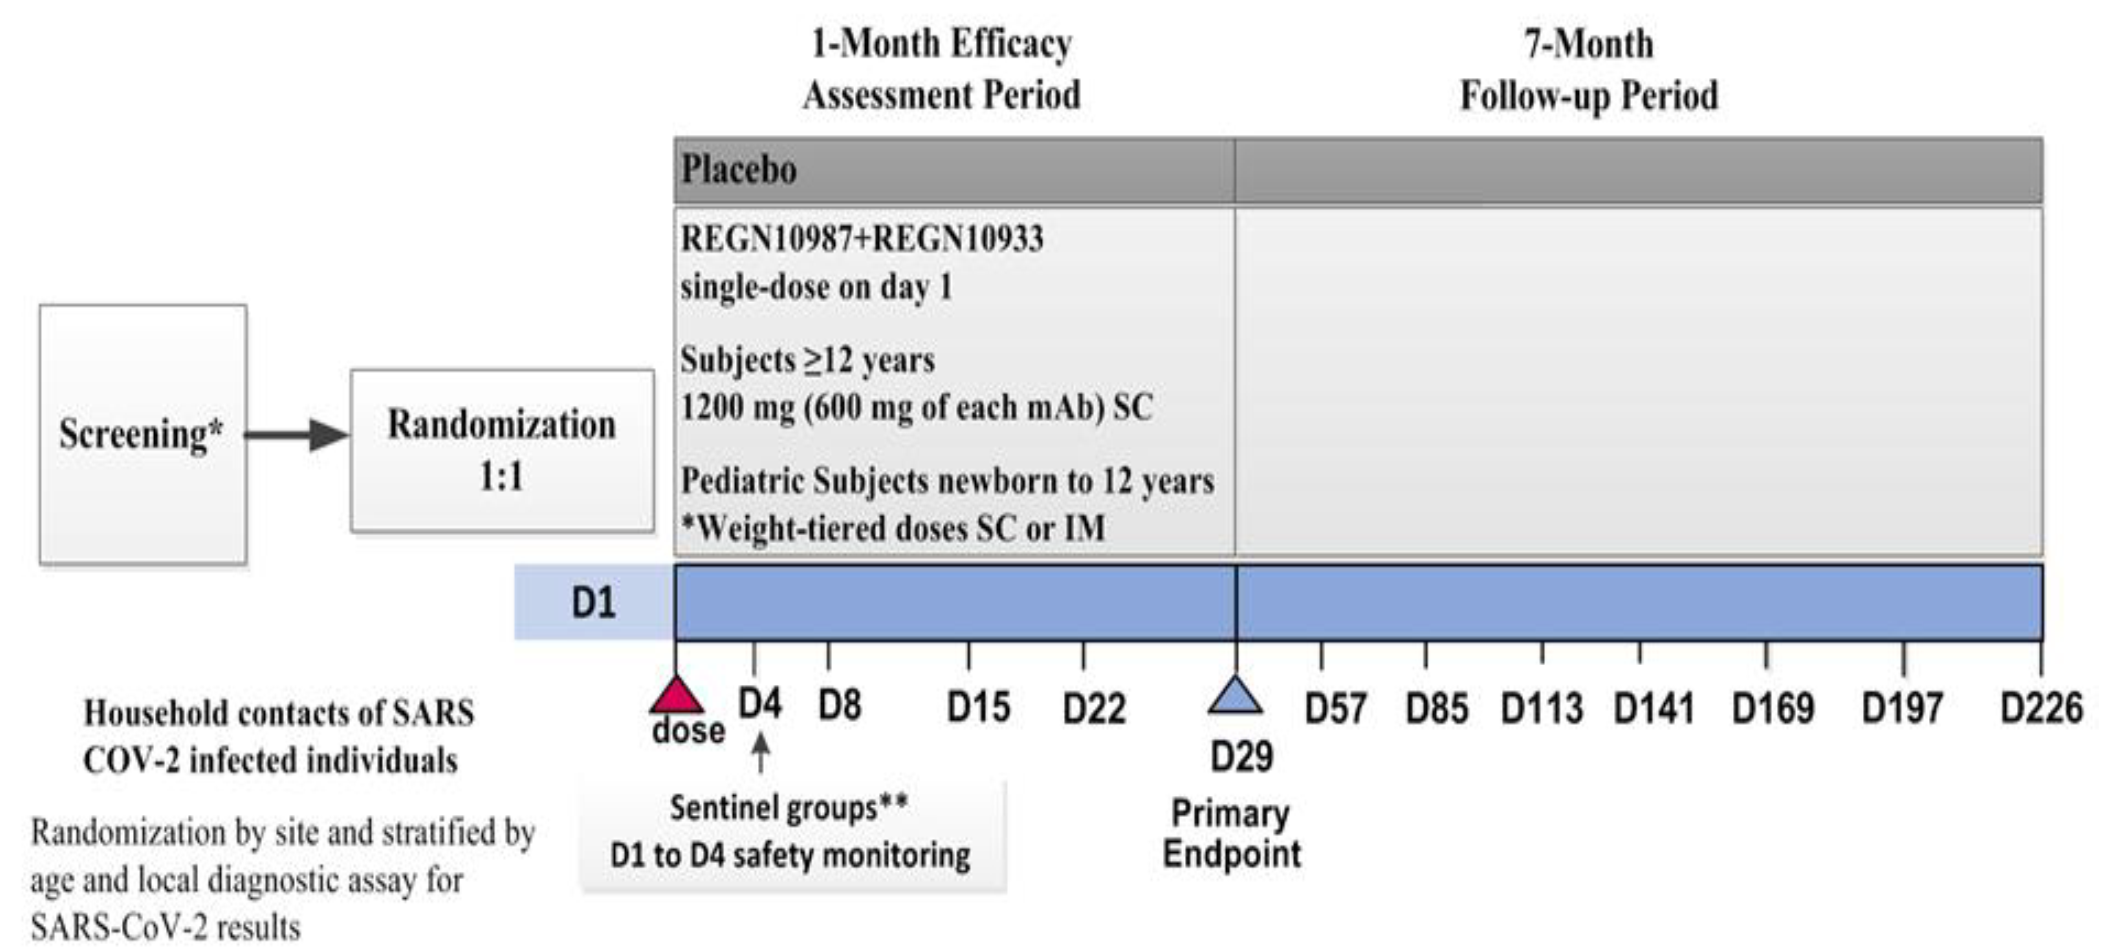 1-Month Efficacy
Assessment Period
7-Month
Follow-up Period
Placebo
REGN10987+REGN10933
single-dose on day 1
Subjects ≥12 years
1200 mg (600 mg of each mAb) SC
Pediatric Subjects newborn to 12 years
*Weight-tiered doses SC or IM
Screening*
Randomization
1:1
D1
dose
D4
D8
D15
D22
D29
Primary
Endpoint
D57
D85
D113
D141
D169
D197
D226
Sentinel groups**
D1 to D4 safety monitoring
Household contacts of SARS
COV-2 infected individuals
Randomization by site and stratified by
age and local diagnostic assay for
SARS-CoV-2 results